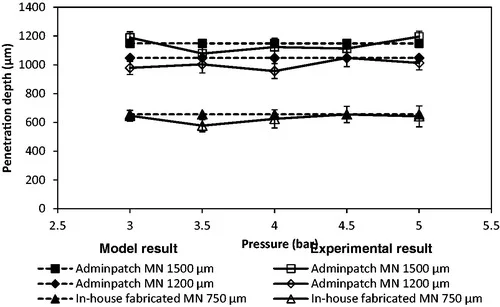 1400
1200
1000
800
600
400
200
0
Penetration depth (µm)
2.5 3 3.5 4 4.5 5 5.5
Pressure (bar)
Model result Experimental result
Adminpatch MN 1500 µm Adminpatch MN 1500 µm
Adminpatch MN 1200 µm Adminpatch MN 1200 µm
In-house fabricated MN 750 µm In-house fabricated MN 750 µm